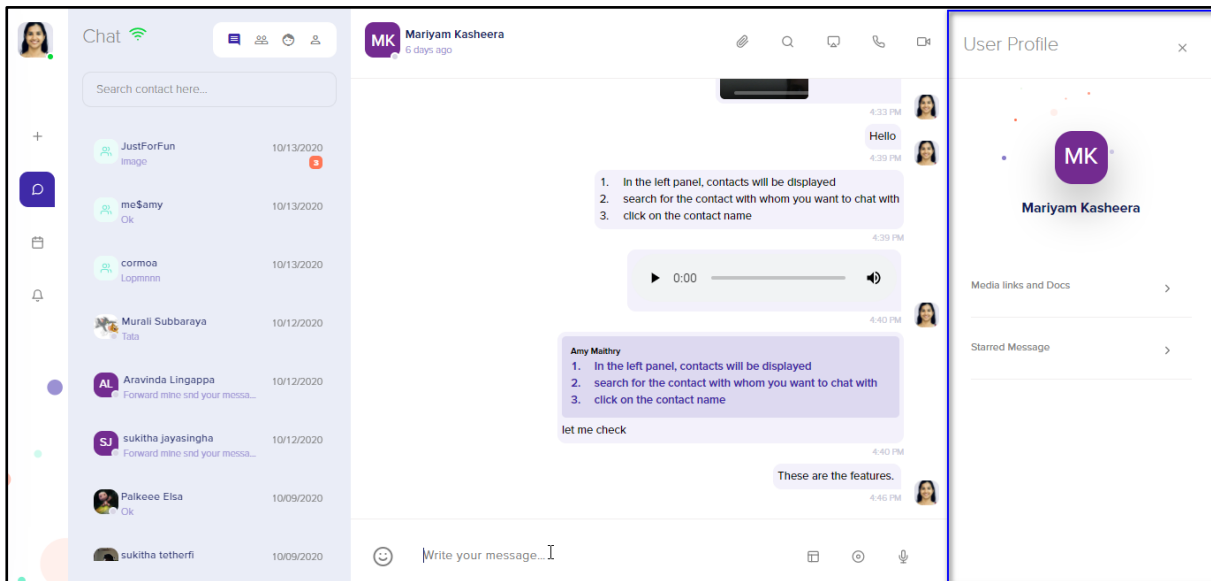 Chat
Search contact here...
JustForFun
10/13/2020
Image
3
me$amy
10/13/2020
Ok
cormoa
10/13/2020
Lopmnnn
Murali Subbaraya
10/12/2020
Tata
AL
Aravinda Lingappa
10/12/2020
Forward mine snd your messa...
SJ
sukitha jayasingha
10/12/2020
Forward mine snd your messa...
Palkeee Elsa
10/09/2020
Ok
sukitha tetherfi
10/09/2020
MK
Mariyam Kasheera
6 days ago
4:33 PM
Hello
4:39 PM
1. In the left panel, contacts will be displayed
2. search for the contact with whom you want to chat with
3. click on the contact name
4:39 PM
0:00
4:40 PM
Amy Maithry
1. In the left panel, contacts will be displayed
2. search for the contact with whom you want to chat with
3. click on the contact name
let me check
4:40 PM
These are the features.
4:46 PM
Write your message...
User Profile
MK
Mariyam Kasheera
Media links and Docs
Starred Message